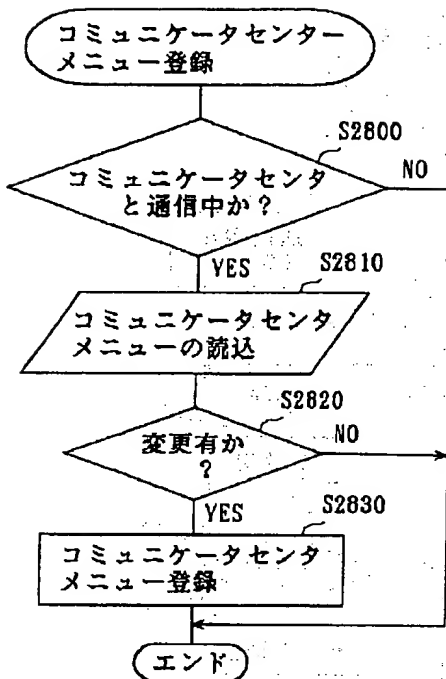 コミュニケータセンター
メニュー登録
S2800
コミュニケータセンタ
と通信中か?
NO
YES
S2810
コミュニケータセンタ
メニューの読込
S2820
変更有か
?
NO
YES
S2830
コミュニケータセンタ
メニュー登録
エンド